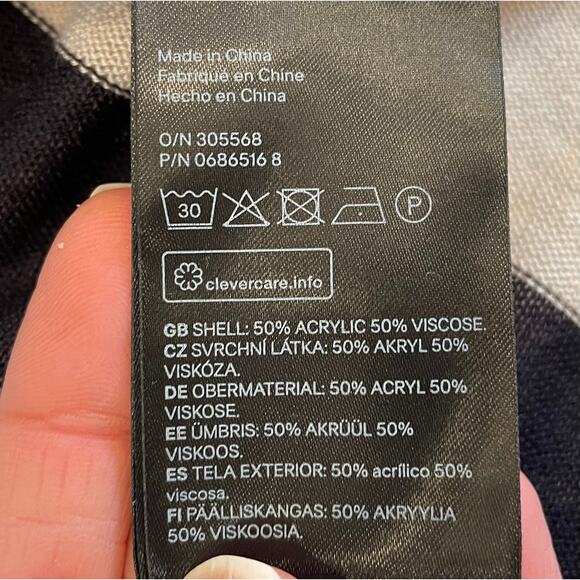 Made in China
Fabriqué en Chine
Hecho en China
O/N 305568
P/N 0686516 8
30 P
clevercare.info
GB SHELL: 50% ACRYLIC 50% VISCOSE.
CZ SVRCHNÍ LÁTKA: 50% AKRYL 50%
VISKÓZA.
DE OBERMATERIAL: 50% ACRYL 50%
VISKOSE.
EE ÜMBRIS: 50% AKRÜÜL 50%
VISKOOS.
ES TELA EXTERIOR: 50% acrílico 50%
viscosa.
FI PÄÄLLISKANGAS: 50% AKRYYLIA
50% VISKOOSIA.